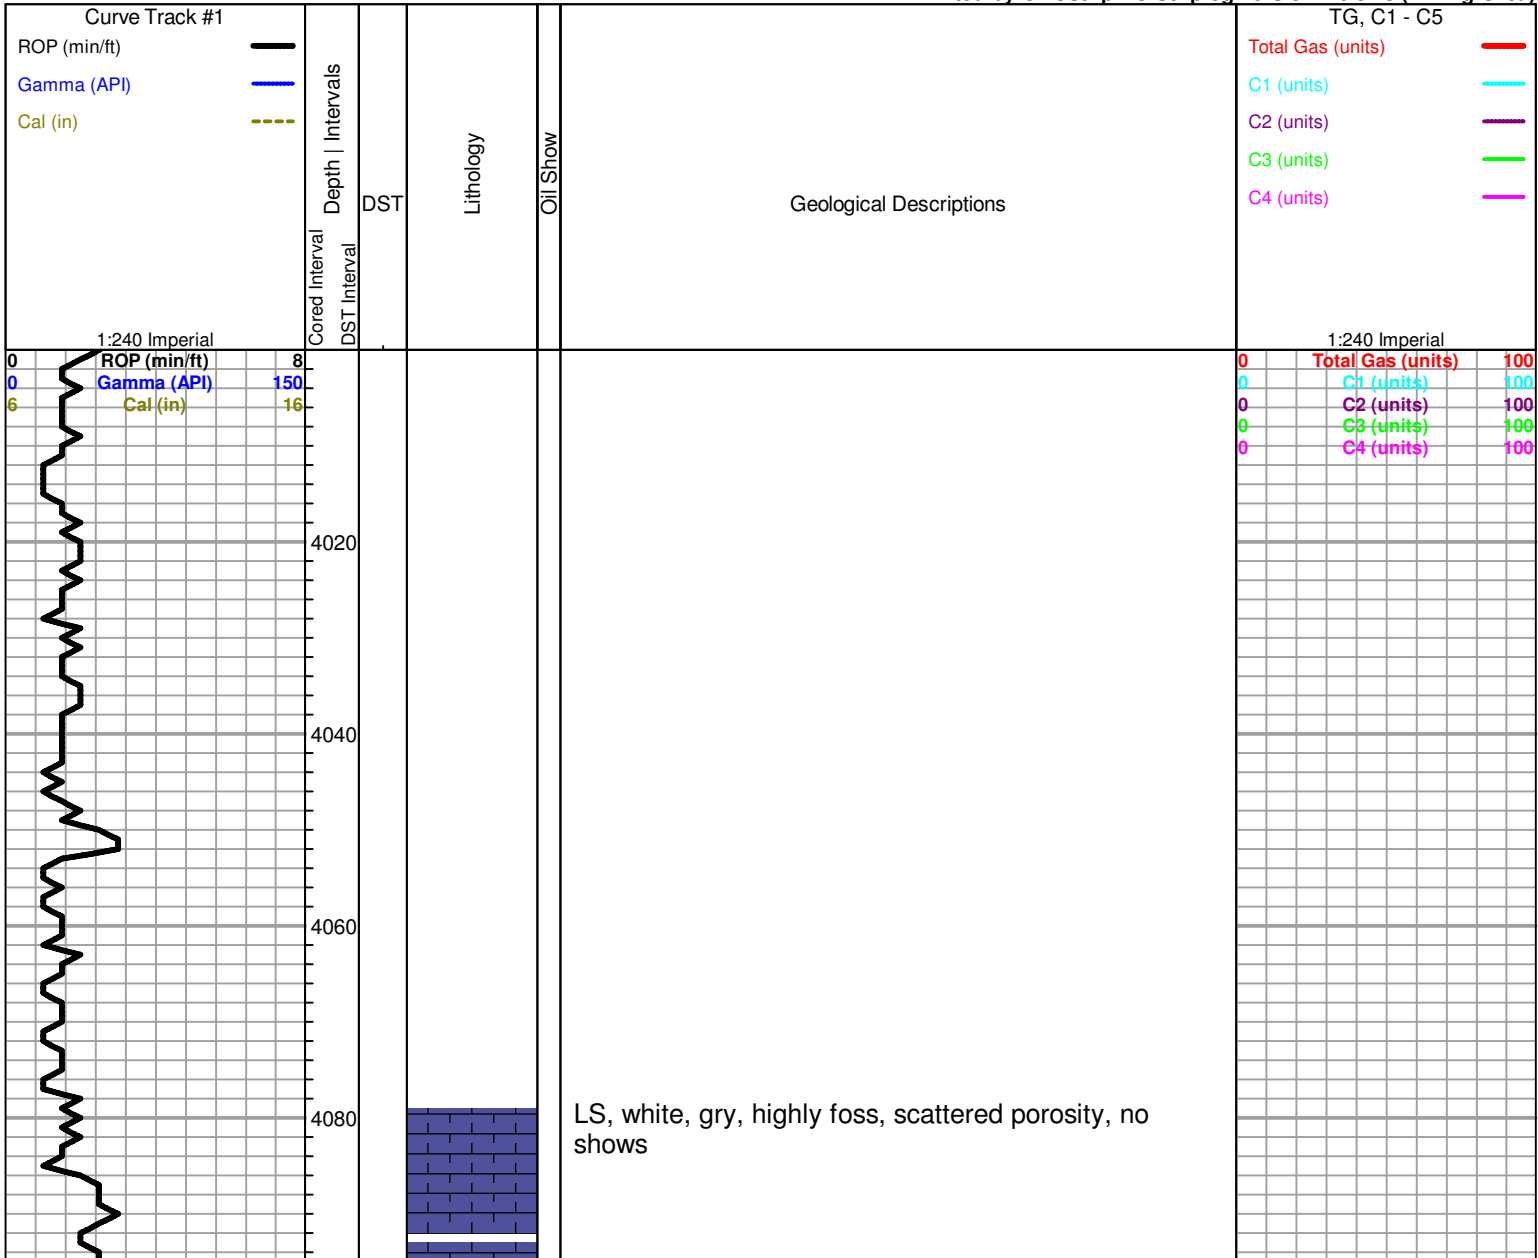 Curve Track #1
ROP (min/ft)
Gamma (API)
Cal (in)
1:240 Imperial
Depth | Intervals
Cored Interval
DST Interval
DST
Lithology
Oil Show
Geological Descriptions
TG, C1 - C5
Total Gas (units)
C1 (units)
C2 (units)
C3 (units)
C4 (units)
1:240 Imperial
0 ROP (min/ft) 8
0 Gamma (API) 150
6 Cal (in) 16
0 Total Gas (units) 100
0 C1 (units) 100
0 C2 (units) 100
0 C3 (units) 100
0 C4 (units) 100
4020
4040
4060
4080
LS, white, gry, highly foss, scattered porosity, no
shows